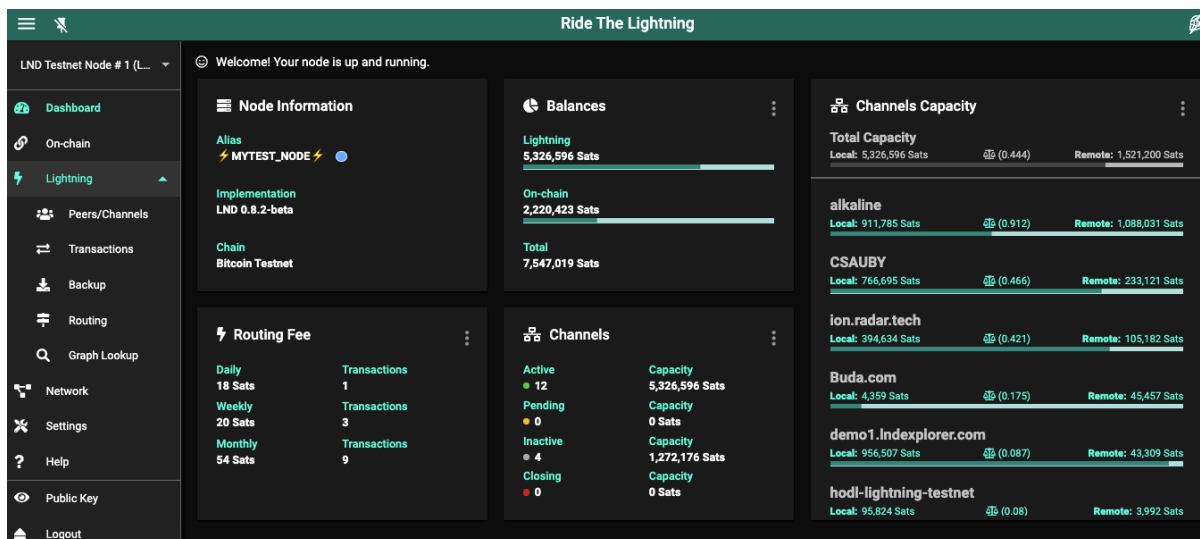 Ride The Lightning
LND Testnet Node # 1 (L...
Dashboard
On-chain
Lightning
Peers/Channels
Transactions
Backup
Routing
Graph Lookup
Network
Settings
Help
Public Key
Logout
Welcome! Your node is up and running.
Node Information
Alias
⚡MYTEST_NODE⚡
Implementation
LND 0.8.2-beta
Chain
Bitcoin Testnet
Balances
Lightning
5,326,596 Sats
On-chain
2,220,423 Sats
Total
7,547,019 Sats
Routing Fee
Daily Transactions
18 Sats 1
Weekly Transactions
20 Sats 3
Monthly Transactions
54 Sats 9
Channels
Active Capacity
12 5,326,596 Sats
Pending Capacity
0 0 Sats
Inactive Capacity
4 1,272,176 Sats
Closing Capacity
0 0 Sats
Channels Capacity
Total Capacity
Local: 5,326,596 Sats (0.444) Remote: 1,521,200 Sats
alkaline
Local: 911,785 Sats (0.912) Remote: 1,088,031 Sats
CSAUBY
Local: 766,695 Sats (0.466) Remote: 233,121 Sats
ion.radar.tech
Local: 394,634 Sats (0.421) Remote: 105,182 Sats
Buda.com
Local: 4,359 Sats (0.175) Remote: 45,457 Sats
demo1.lndexplorer.com
Local: 956,507 Sats (0.087) Remote: 43,309 Sats
hodl-lightning-testnet
Local: 95,824 Sats (0.08) Remote: 3,992 Sats